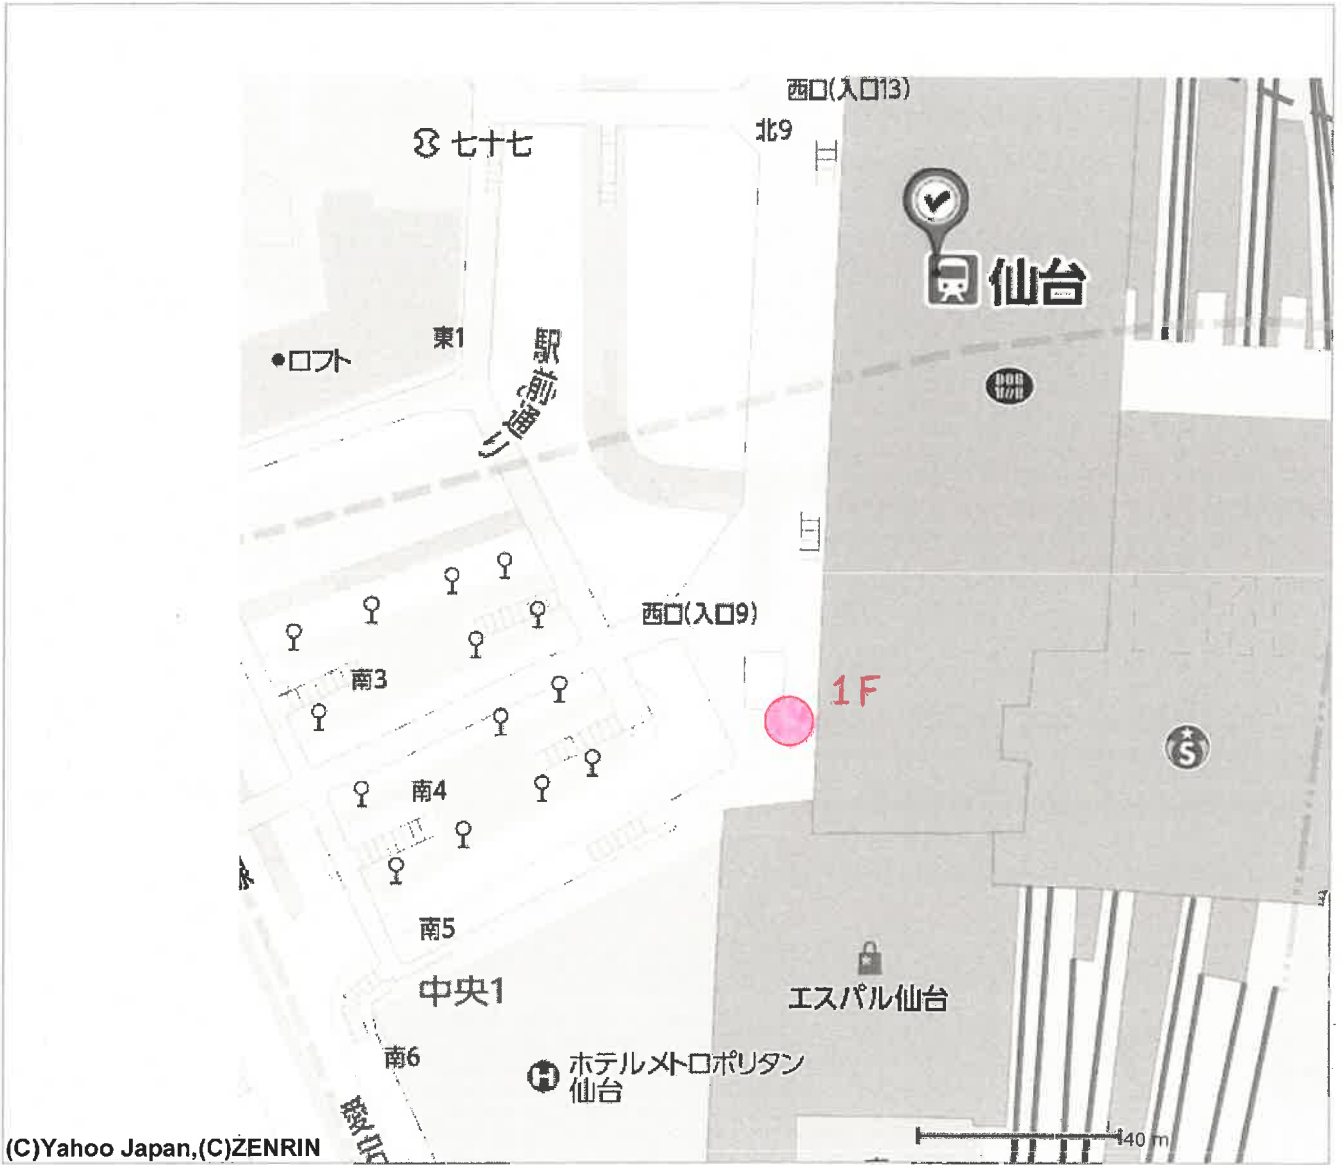 西口(入口13)
北9
七十七
仙台
東1
ロフト
駅前通り
西口(入口9)
1F
南3
S
南4
南5
中央1
エスパル仙台
南6
H
ホテルメトロポリタン
仙台
40 m
(C)Yahoo Japan,(C)ZENRIN